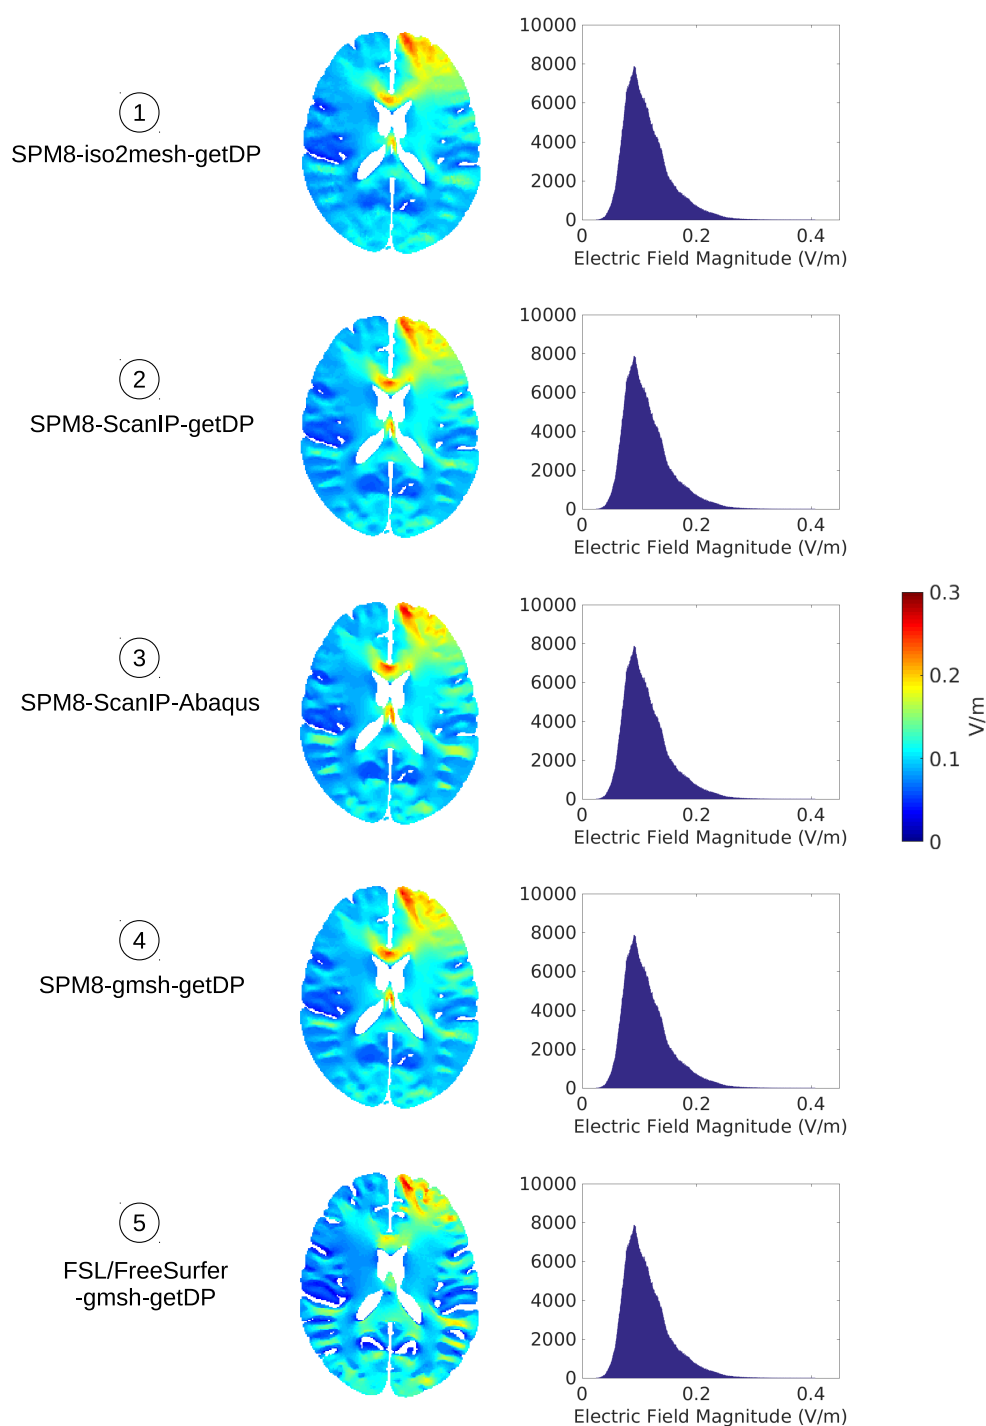 1
SPM8-iso2mesh-getDP
10000
8000
6000
4000
2000
0
0 0.2 0.4
Electric Field Magnitude (V/m)
2
SPM8-ScanIP-getDP
10000
8000
6000
4000
2000
0
0 0.2 0.4
Electric Field Magnitude (V/m)
3
SPM8-ScanIP-Abaqus
10000
8000
6000
4000
2000
0
0 0.2 0.4
Electric Field Magnitude (V/m)
0.3
0.2
0.1
0
V/m
4
SPM8-gmsh-getDP
10000
8000
6000
4000
2000
0
0 0.2 0.4
Electric Field Magnitude (V/m)
5
FSL/FreeSurfer
-gmsh-getDP
10000
8000
6000
4000
2000
0
0 0.2 0.4
Electric Field Magnitude (V/m)